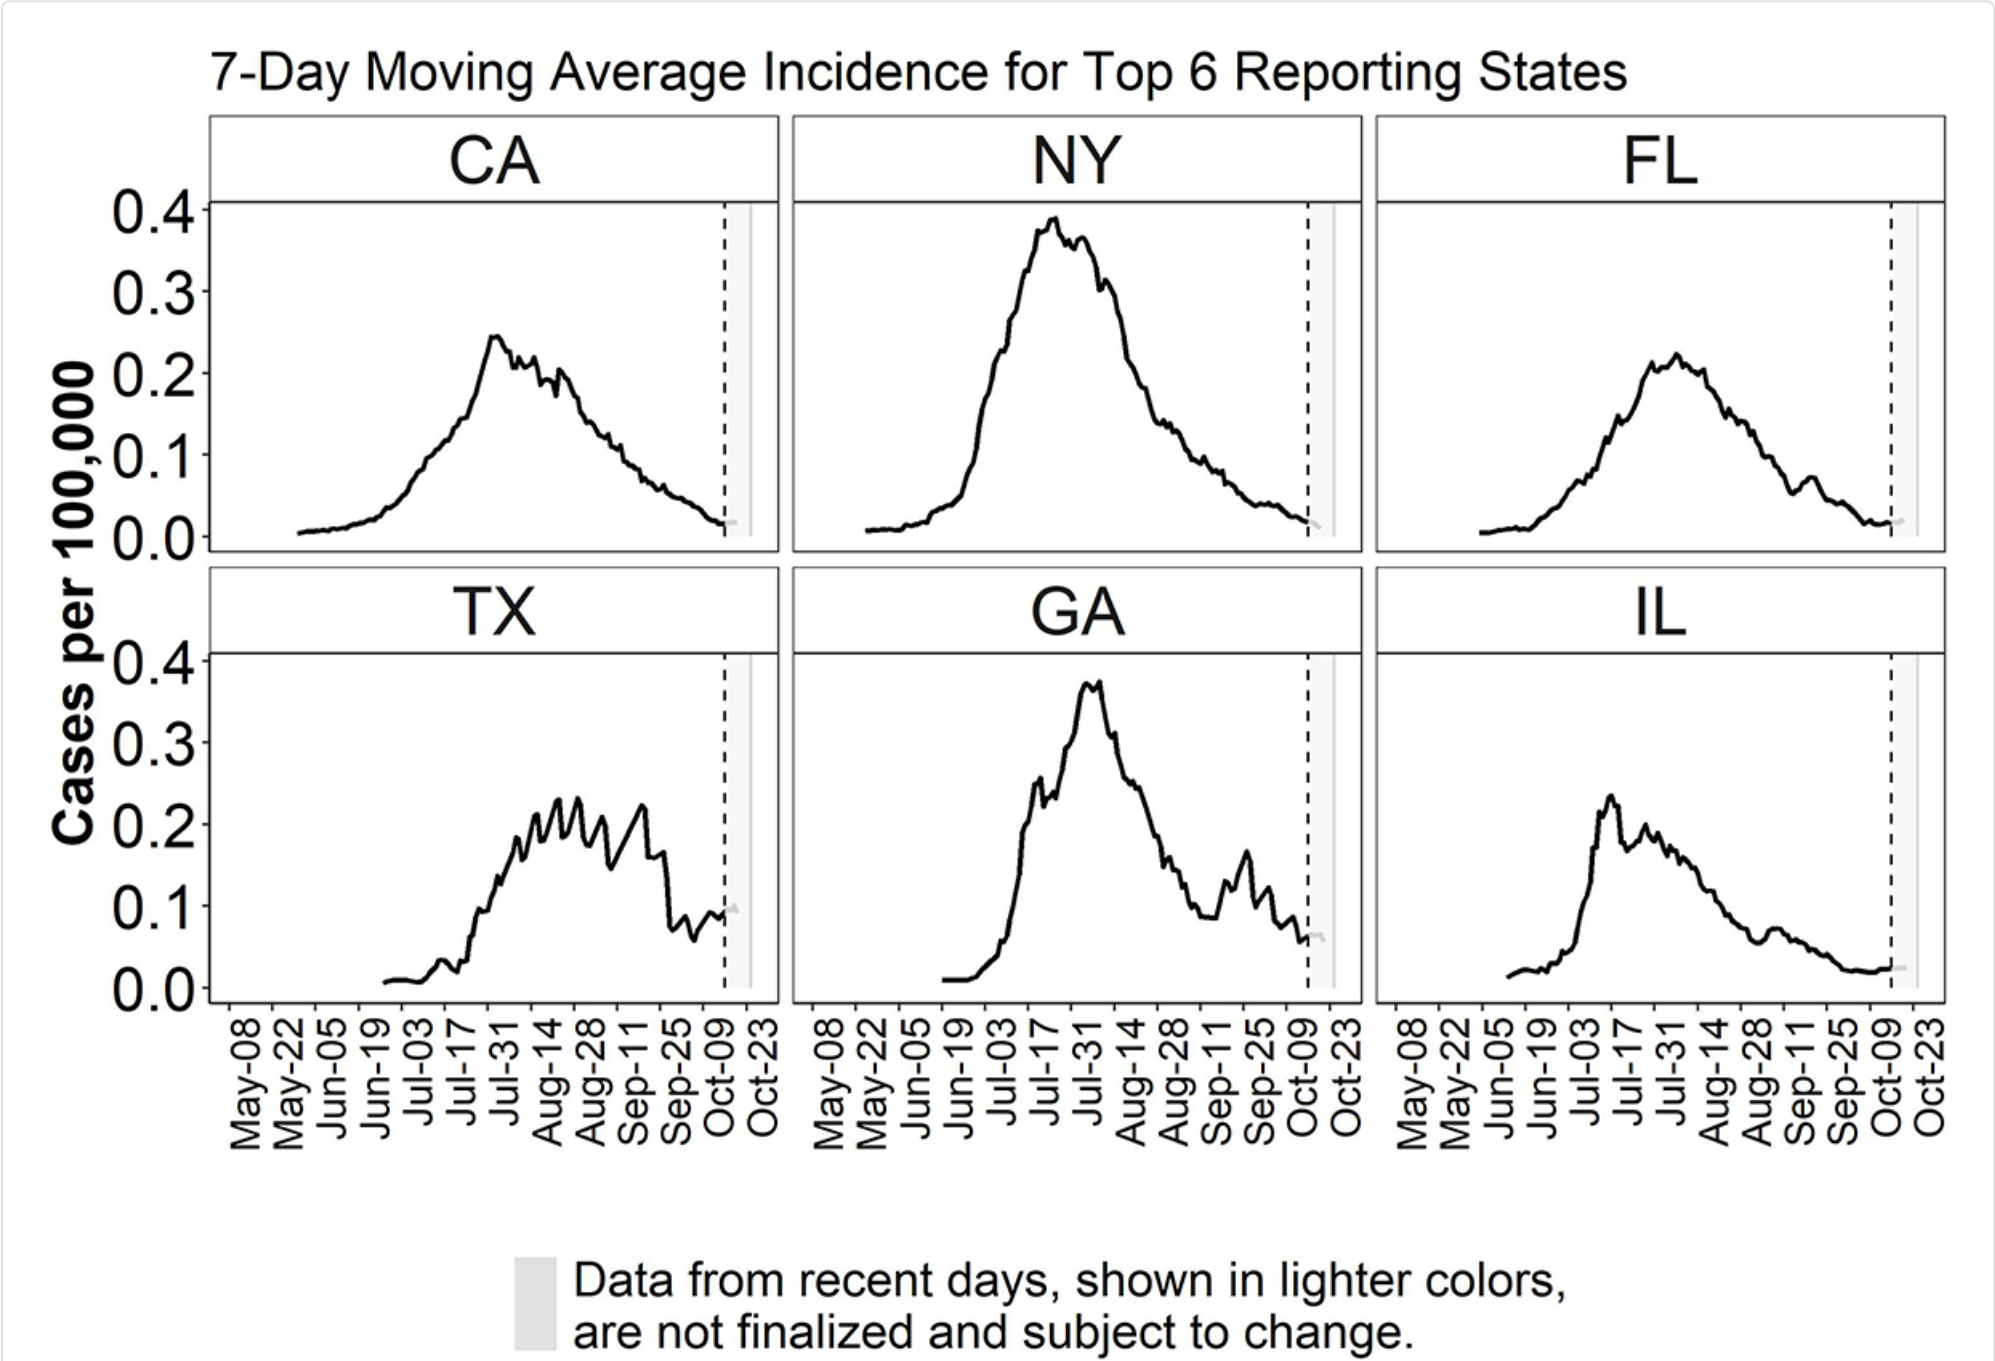 7-Day Moving Average Incidence for Top 6 Reporting States
CA
NY
FL
0.4
0.3
0.2
0.1
0.0
TX
GA
IL
0.4
0.3
0.2
0.1
0.0
Cases per 100,000
May-08
May-22
Jun-05
Jun-19
Jul-03
Jul-17
Jul-31
Aug-14
Aug-28
Sep-11
Sep-25
Oct-09
Oct-23
May-08
May-22
Jun-05
Jun-19
Jul-03
Jul-17
Jul-31
Aug-14
Aug-28
Sep-11
Sep-25
Oct-09
Oct-23
May-08
May-22
Jun-05
Jun-19
Jul-03
Jul-17
Jul-31
Aug-14
Aug-28
Sep-11
Sep-25
Oct-09
Oct-23
Data from recent days, shown in lighter colors,
are not finalized and subject to change.